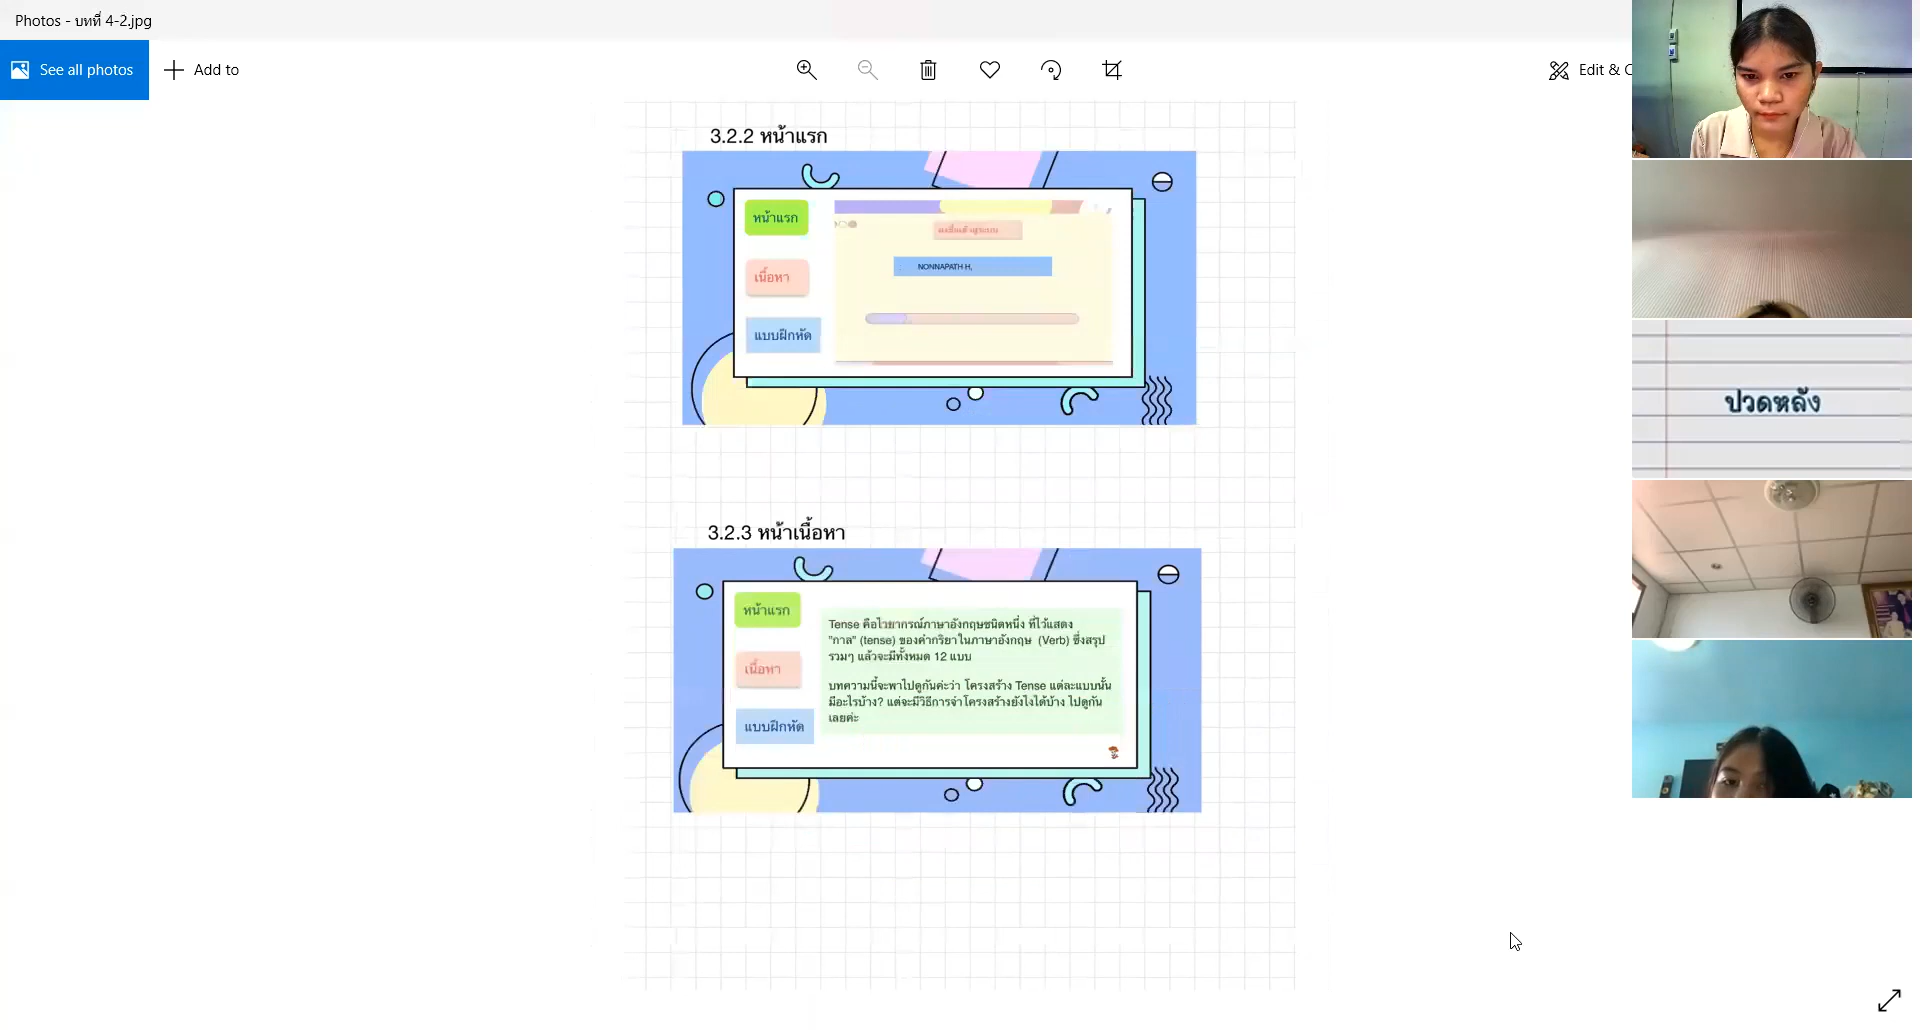 Photos - บทที่ 4-2.jpg
See all photos
Add to
Edit & C
3.2.2 หน้าแรก
หน้าแรก
NONNAPATH H,
เนื้อหา
แบบฝึกหัด
3.2.3 หน้าเนื้อหา
หน้าแรก
เนื้อหา
แบบฝึกหัด
Tense คือไวยากรณ์ภาษาอังกฤษชนิดหนึ่ง ที่ไว้แสดง
"กาล" (tense) ของคำกริยาในภาษาอังกฤษ (Verb) ซึ่งสรุป
รวมๆ แล้วจะมีทั้งหมด 12 แบบ
บทความนี้จะพาไปดูกันค่ะว่า โครงสร้าง Tense แต่ละแบบนั้น
มีอะไรบ้าง? แต่จะมีวิธีการจำโครงสร้างยังไงได้บ้าง ไปดูกัน
เลยค่ะ
ปวดหลัง